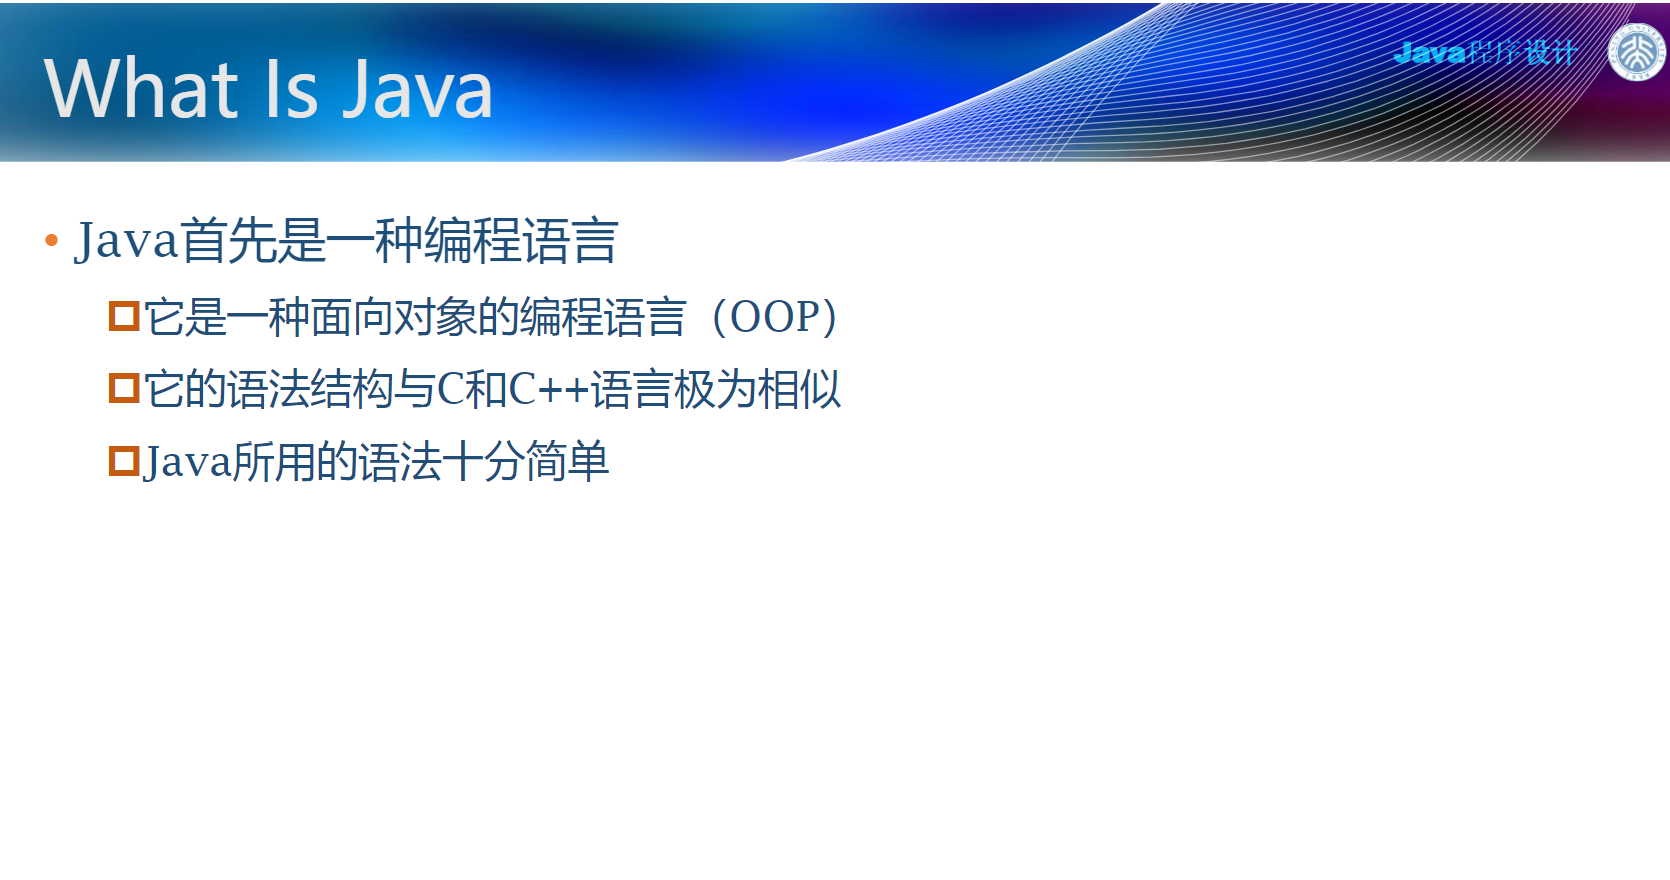 What Is Java
Java程序设计
• Java首先是一种编程语言
它是一种面向对象的编程语言（OOP）
它的语法结构与C和C++语言极为相似
Java所用的语法十分简单